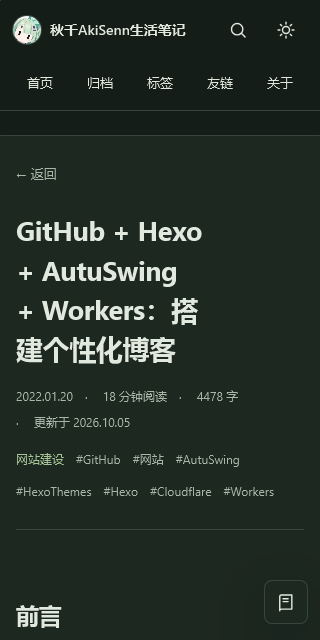 秋千AkiSenn生活笔记
首页 归档 标签 友链 关于
← 返回
GitHub + Hexo
+ AutuSwing
+ Workers：搭
建个性化博客
2022.01.20 · 18 分钟阅读 · 4478 字
· 更新于 2026.10.05
网站建设 #GitHub #网站 #AutuSwing
#HexoThemes #Hexo #Cloudflare #Workers
前言